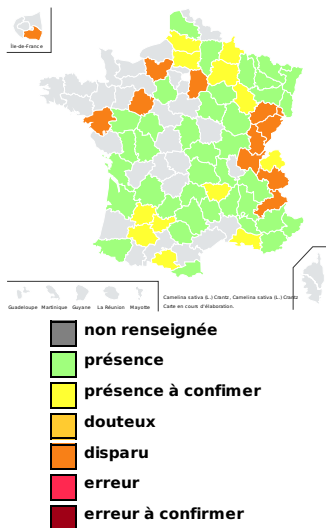 Île-de-France
Guadeloupe Martinique Guyane La Réunion Mayotte
Camelina sativa (L.) Crantz, Camelina sativa (L.) Crantz
Carte en cours d'élaboration.
non renseignée
présence
présence à confimer
douteux
disparu
erreur
erreur à confirmer